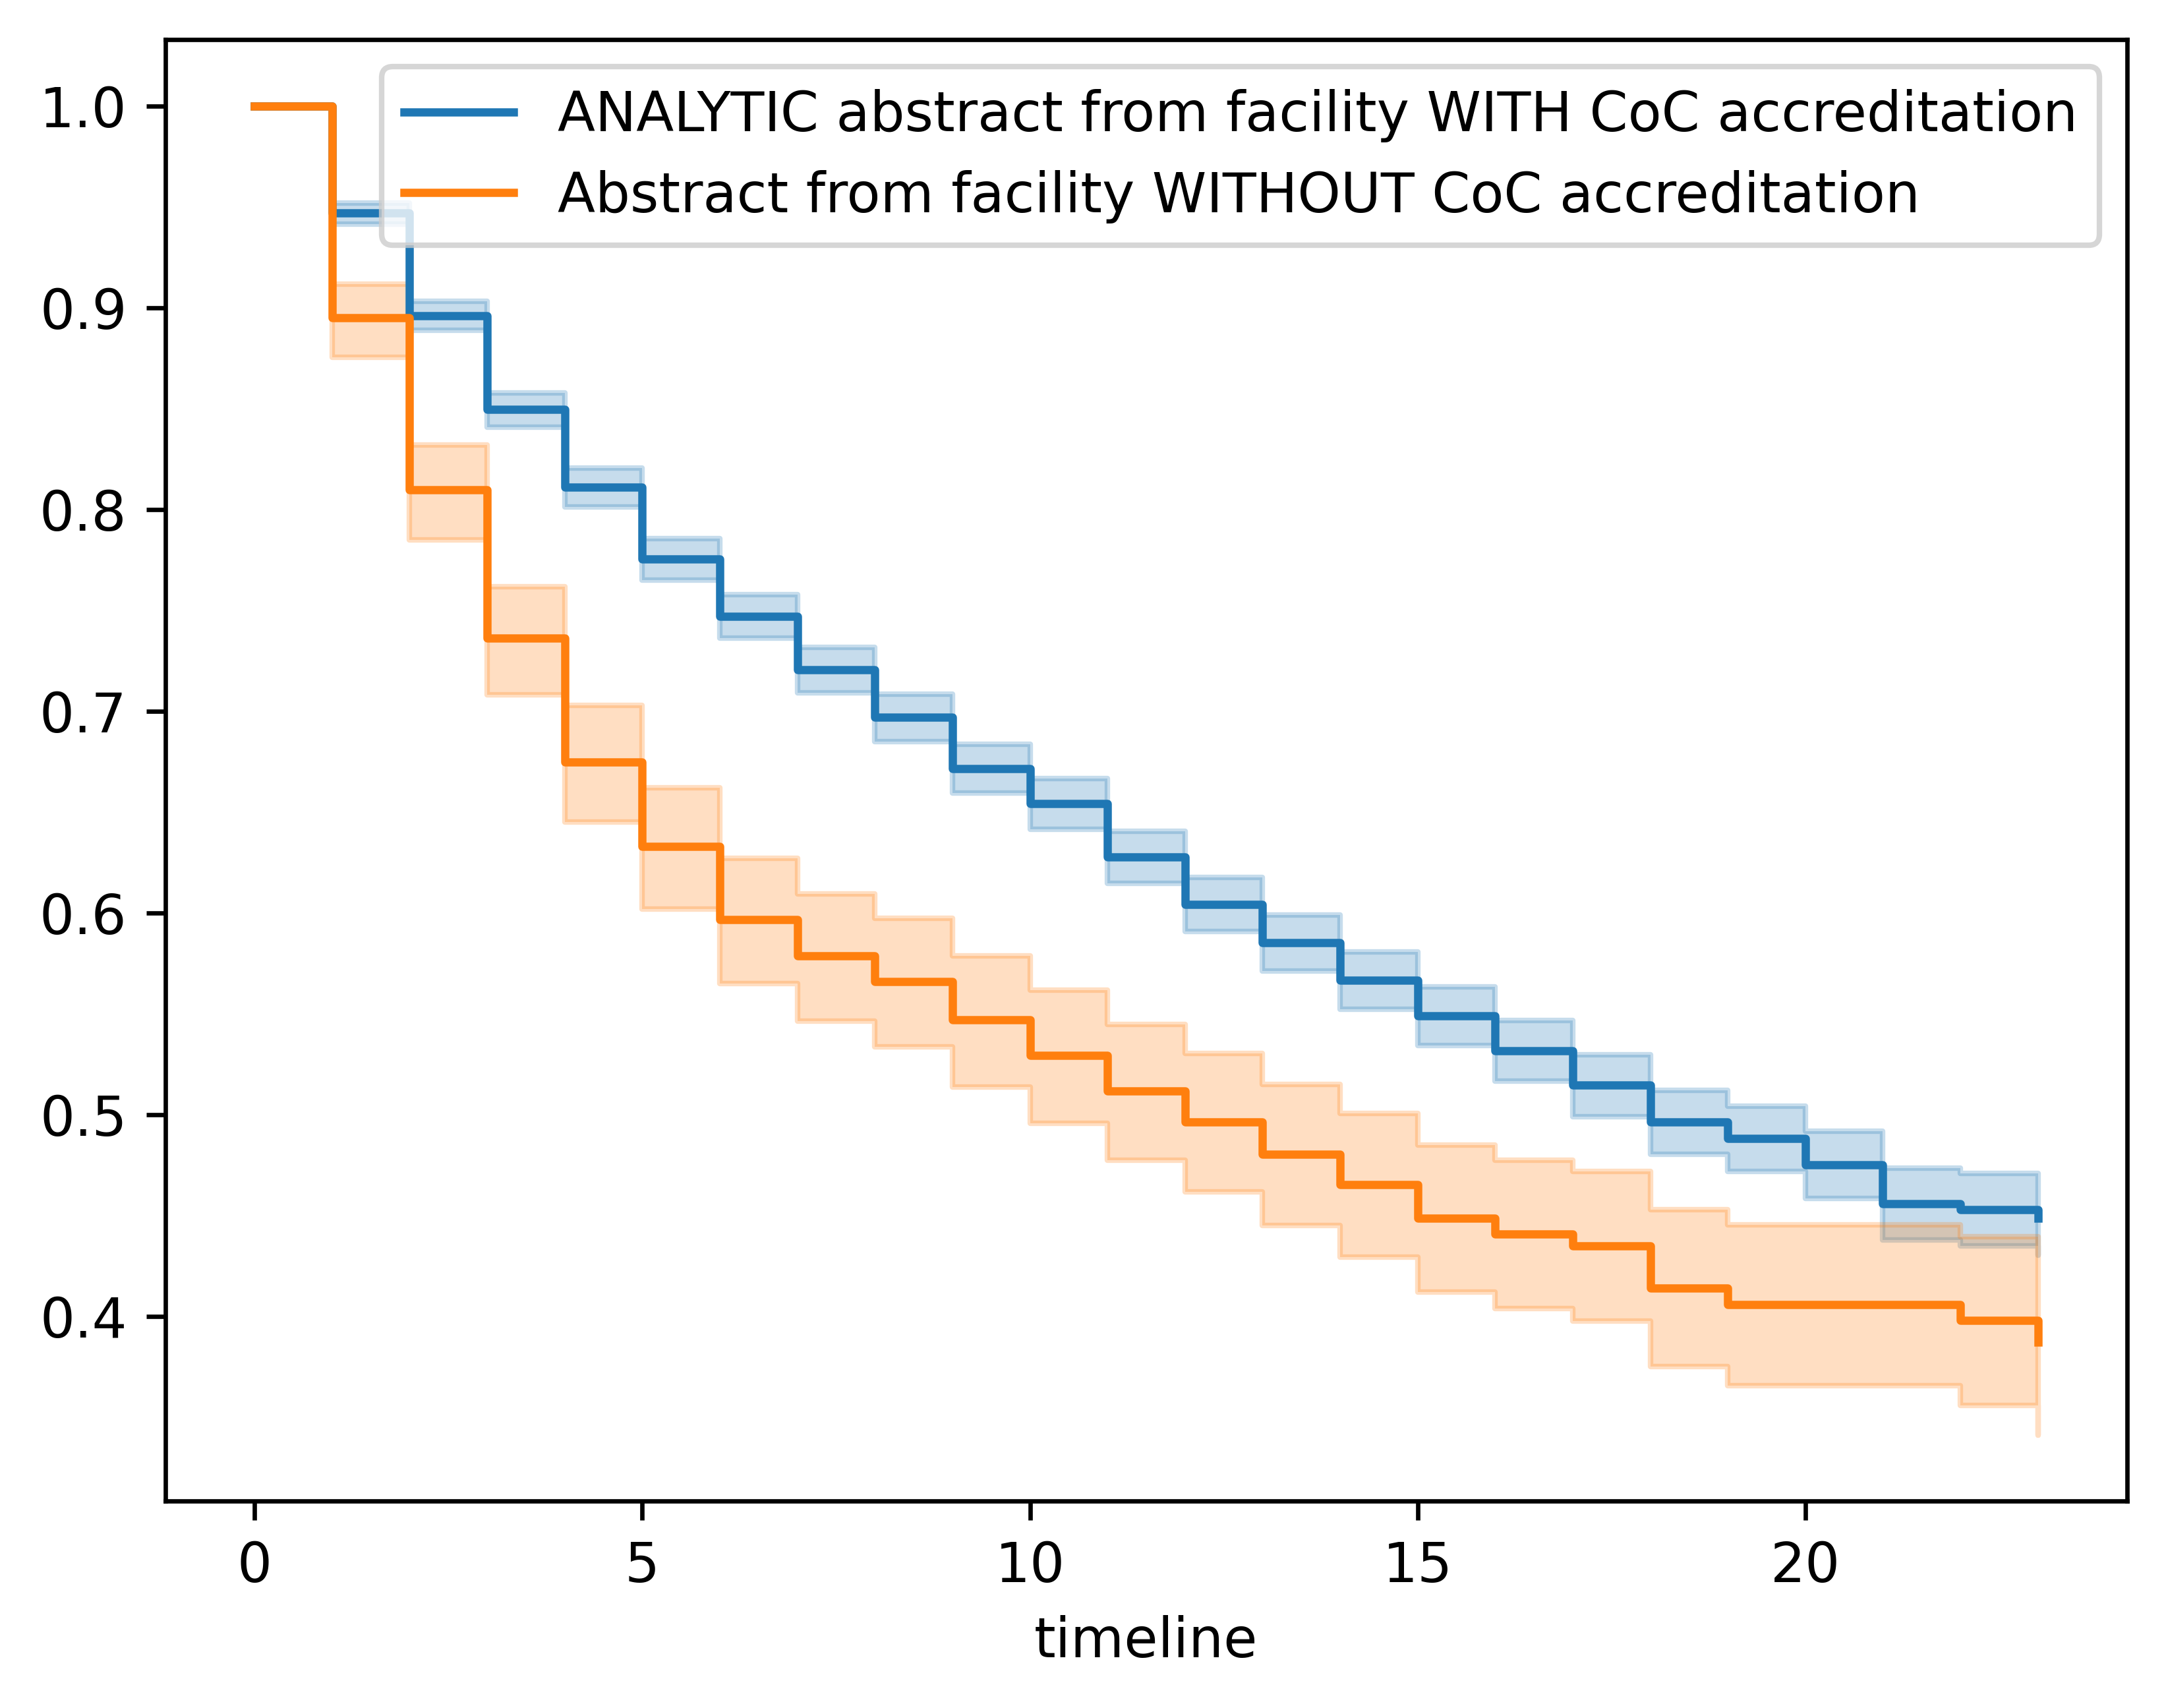 ANALYTIC abstract from facility WITH CoC accreditation
Abstract from facility WITHOUT CoC accreditation
1.0
0.9
0.8
0.7
0.6
0.5
0.4
0 5 10 15 20
timeline